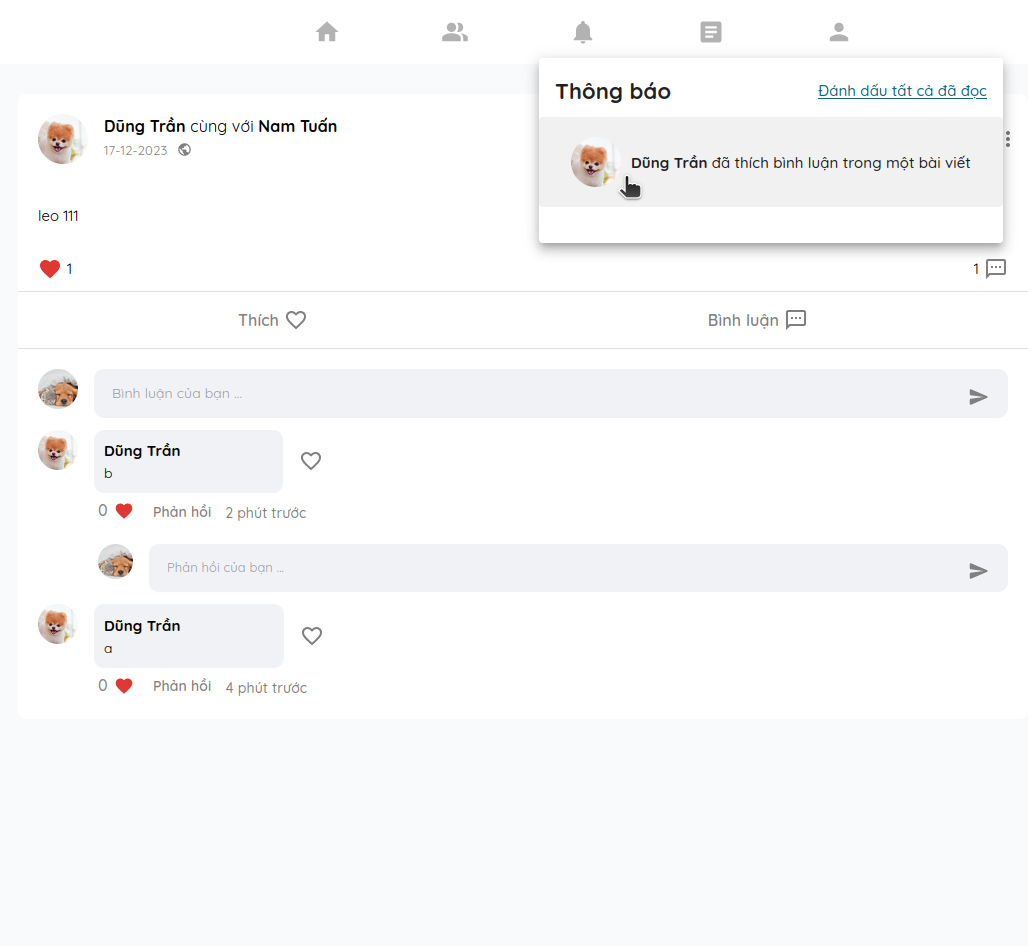 Thông báo
Đánh dấu tất cả đã đọc
Dũng Trần đã thích bình luận trong một bài viết
Dũng Trần cùng với Nam Tuấn
17-12-2023
leo 111
1
1
Thích
Bình luận
Bình luận của bạn ...
Dũng Trần
b
0 Phản hồi 2 phút trước
Phản hồi của bạn ...
Dũng Trần
a
0 Phản hồi 4 phút trước